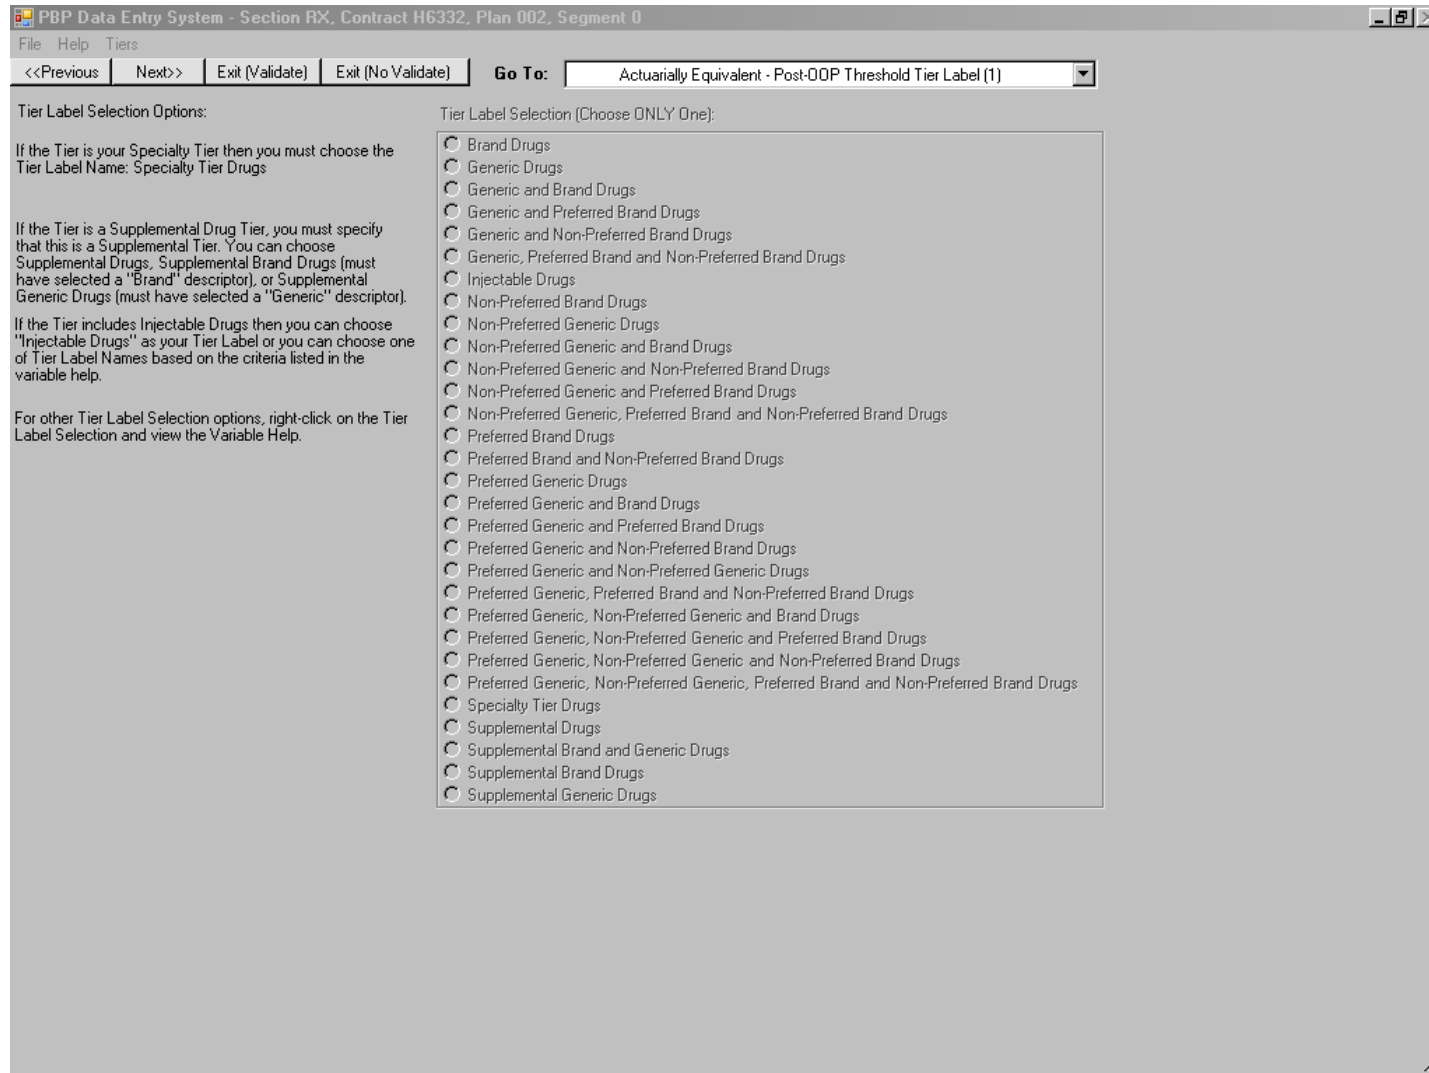 PBP Data Entry System - Section RX, Contract H6332, Plan 002, Segment 0
File Help Tiers
<<Previous Next>> Exit (Validate) Exit (No Validate) Go To: Actuarially Equivalent - Post-OOP Threshold Tier Label (1)
Tier Label Selection Options:
If the Tier is your Specialty Tier then you must choose the
Tier Label Name: Specialty Tier Drugs
If the Tier is a Supplemental Drug Tier, you must specify
that this is a Supplemental Tier. You can choose
Supplemental Drugs, Supplemental Brand Drugs (must
have selected a "Brand" descriptor), or Supplemental
Generic Drugs (must have selected a "Generic" descriptor).
If the Tier includes Injectable Drugs then you can choose
"Injectable Drugs" as your Tier Label or you can choose one
of Tier Label Names based on the criteria listed in the
variable help.
For other Tier Label Selection options, right-click on the Tier
Label Selection and view the Variable Help.
Tier Label Selection (Choose ONLY One):
Brand Drugs
Generic Drugs
Generic and Brand Drugs
Generic and Preferred Brand Drugs
Generic and Non-Preferred Brand Drugs
Generic, Preferred Brand and Non-Preferred Brand Drugs
Injectable Drugs
Non-Preferred Brand Drugs
Non-Preferred Generic Drugs
Non-Preferred Generic and Brand Drugs
Non-Preferred Generic and Non-Preferred Brand Drugs
Non-Preferred Generic and Preferred Brand Drugs
Non-Preferred Generic, Preferred Brand and Non-Preferred Brand Drugs
Preferred Brand Drugs
Preferred Brand and Non-Preferred Brand Drugs
Preferred Generic Drugs
Preferred Generic and Brand Drugs
Preferred Generic and Preferred Brand Drugs
Preferred Generic and Non-Preferred Brand Drugs
Preferred Generic and Non-Preferred Generic Drugs
Preferred Generic, Preferred Brand and Non-Preferred Brand Drugs
Preferred Generic, Non-Preferred Generic and Brand Drugs
Preferred Generic, Non-Preferred Generic and Preferred Brand Drugs
Preferred Generic, Non-Preferred Generic and Non-Preferred Brand Drugs
Preferred Generic, Non-Preferred Generic, Preferred Brand and Non-Preferred Brand Drugs
Specialty Tier Drugs
Supplemental Drugs
Supplemental Brand and Generic Drugs
Supplemental Brand Drugs
Supplemental Generic Drugs